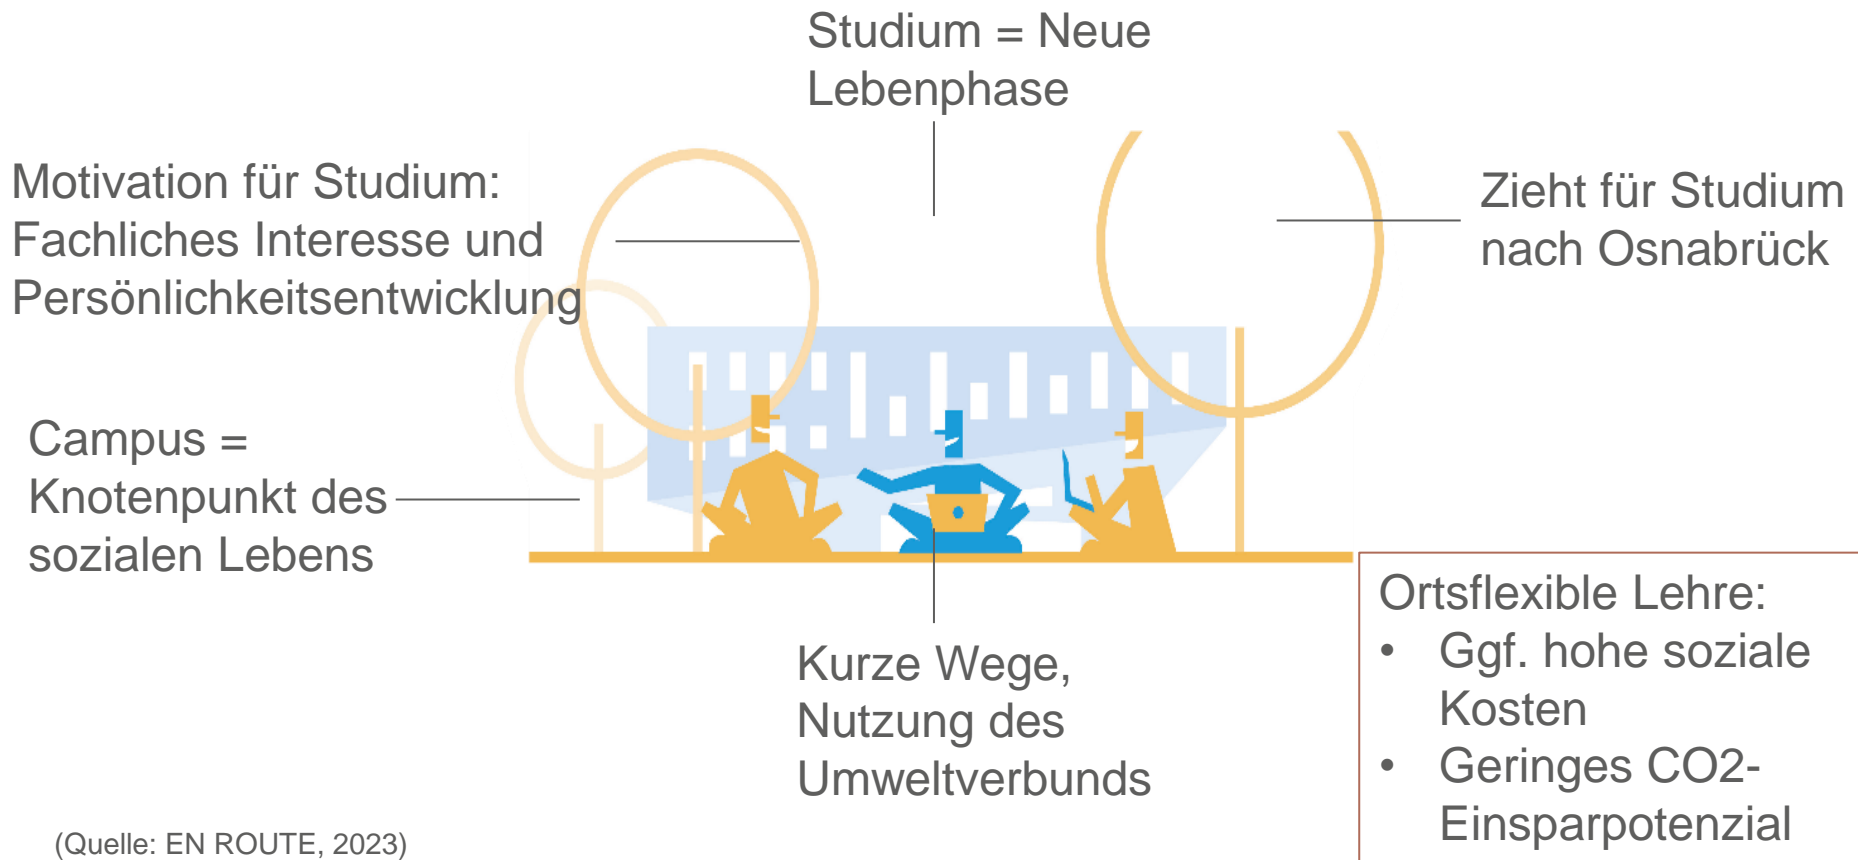 Studium = Neue
Lebenphase
Motivation für Studium:
Fachliches Interesse und
Persönlichkeitsentwicklung
Zieht für Studium
nach Osnabrück
Campus =
Knotenpunkt des
sozialen Lebens
Kurze Wege,
Nutzung des
Umweltverbunds
Ortsflexible Lehre:
• Ggf. hohe soziale
Kosten
• Geringes CO2-
Einsparpotenzial
(Quelle: EN ROUTE, 2023)